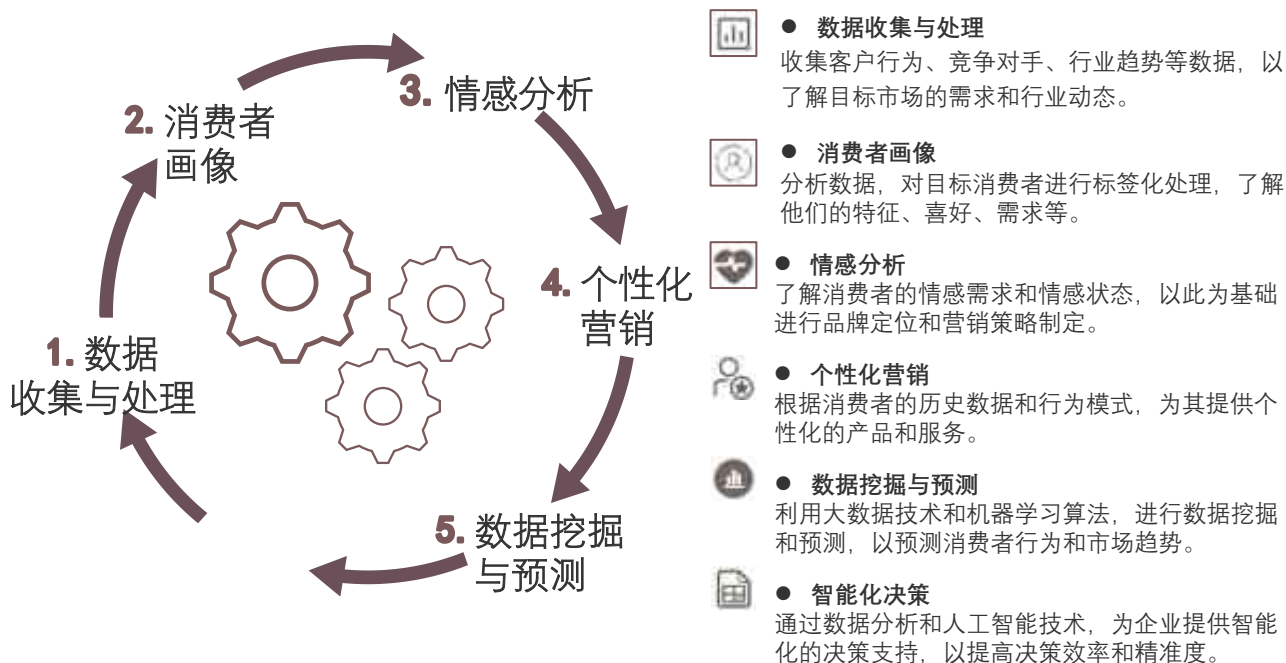 1. 数据
收集与处理
2. 消费者
画像
3. 情感分析
4. 个性化
营销
5. 数据挖掘
与预测
● 数据收集与处理
收集客户行为、竞争对手、行业趋势等数据，以
了解目标市场的需求和行业动态。
● 消费者画像
分析数据，对目标消费者进行标签化处理，了解
他们的特征、喜好、需求等。
● 情感分析
了解消费者的情感需求和情感状态，以此为基础
进行品牌定位和营销策略制定。
● 个性化营销
根据消费者的历史数据和行为模式，为其提供个
性化的产品和服务。
● 数据挖掘与预测
利用大数据技术和机器学习算法，进行数据挖掘
和预测，以预测消费者行为和市场趋势。
● 智能化决策
通过数据分析和人工智能技术，为企业提供智能
化的决策支持，以提高决策效率和精准度。